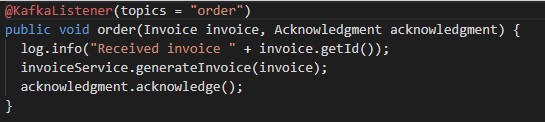 @KafkaListener(topics = "order")
public void order(Invoice invoice, Acknowledgment acknowledgment) {
  log.info("Received invoice " + invoice.getId());
  invoiceService.generateInvoice(invoice);
  acknowledgment.acknowledge();
}